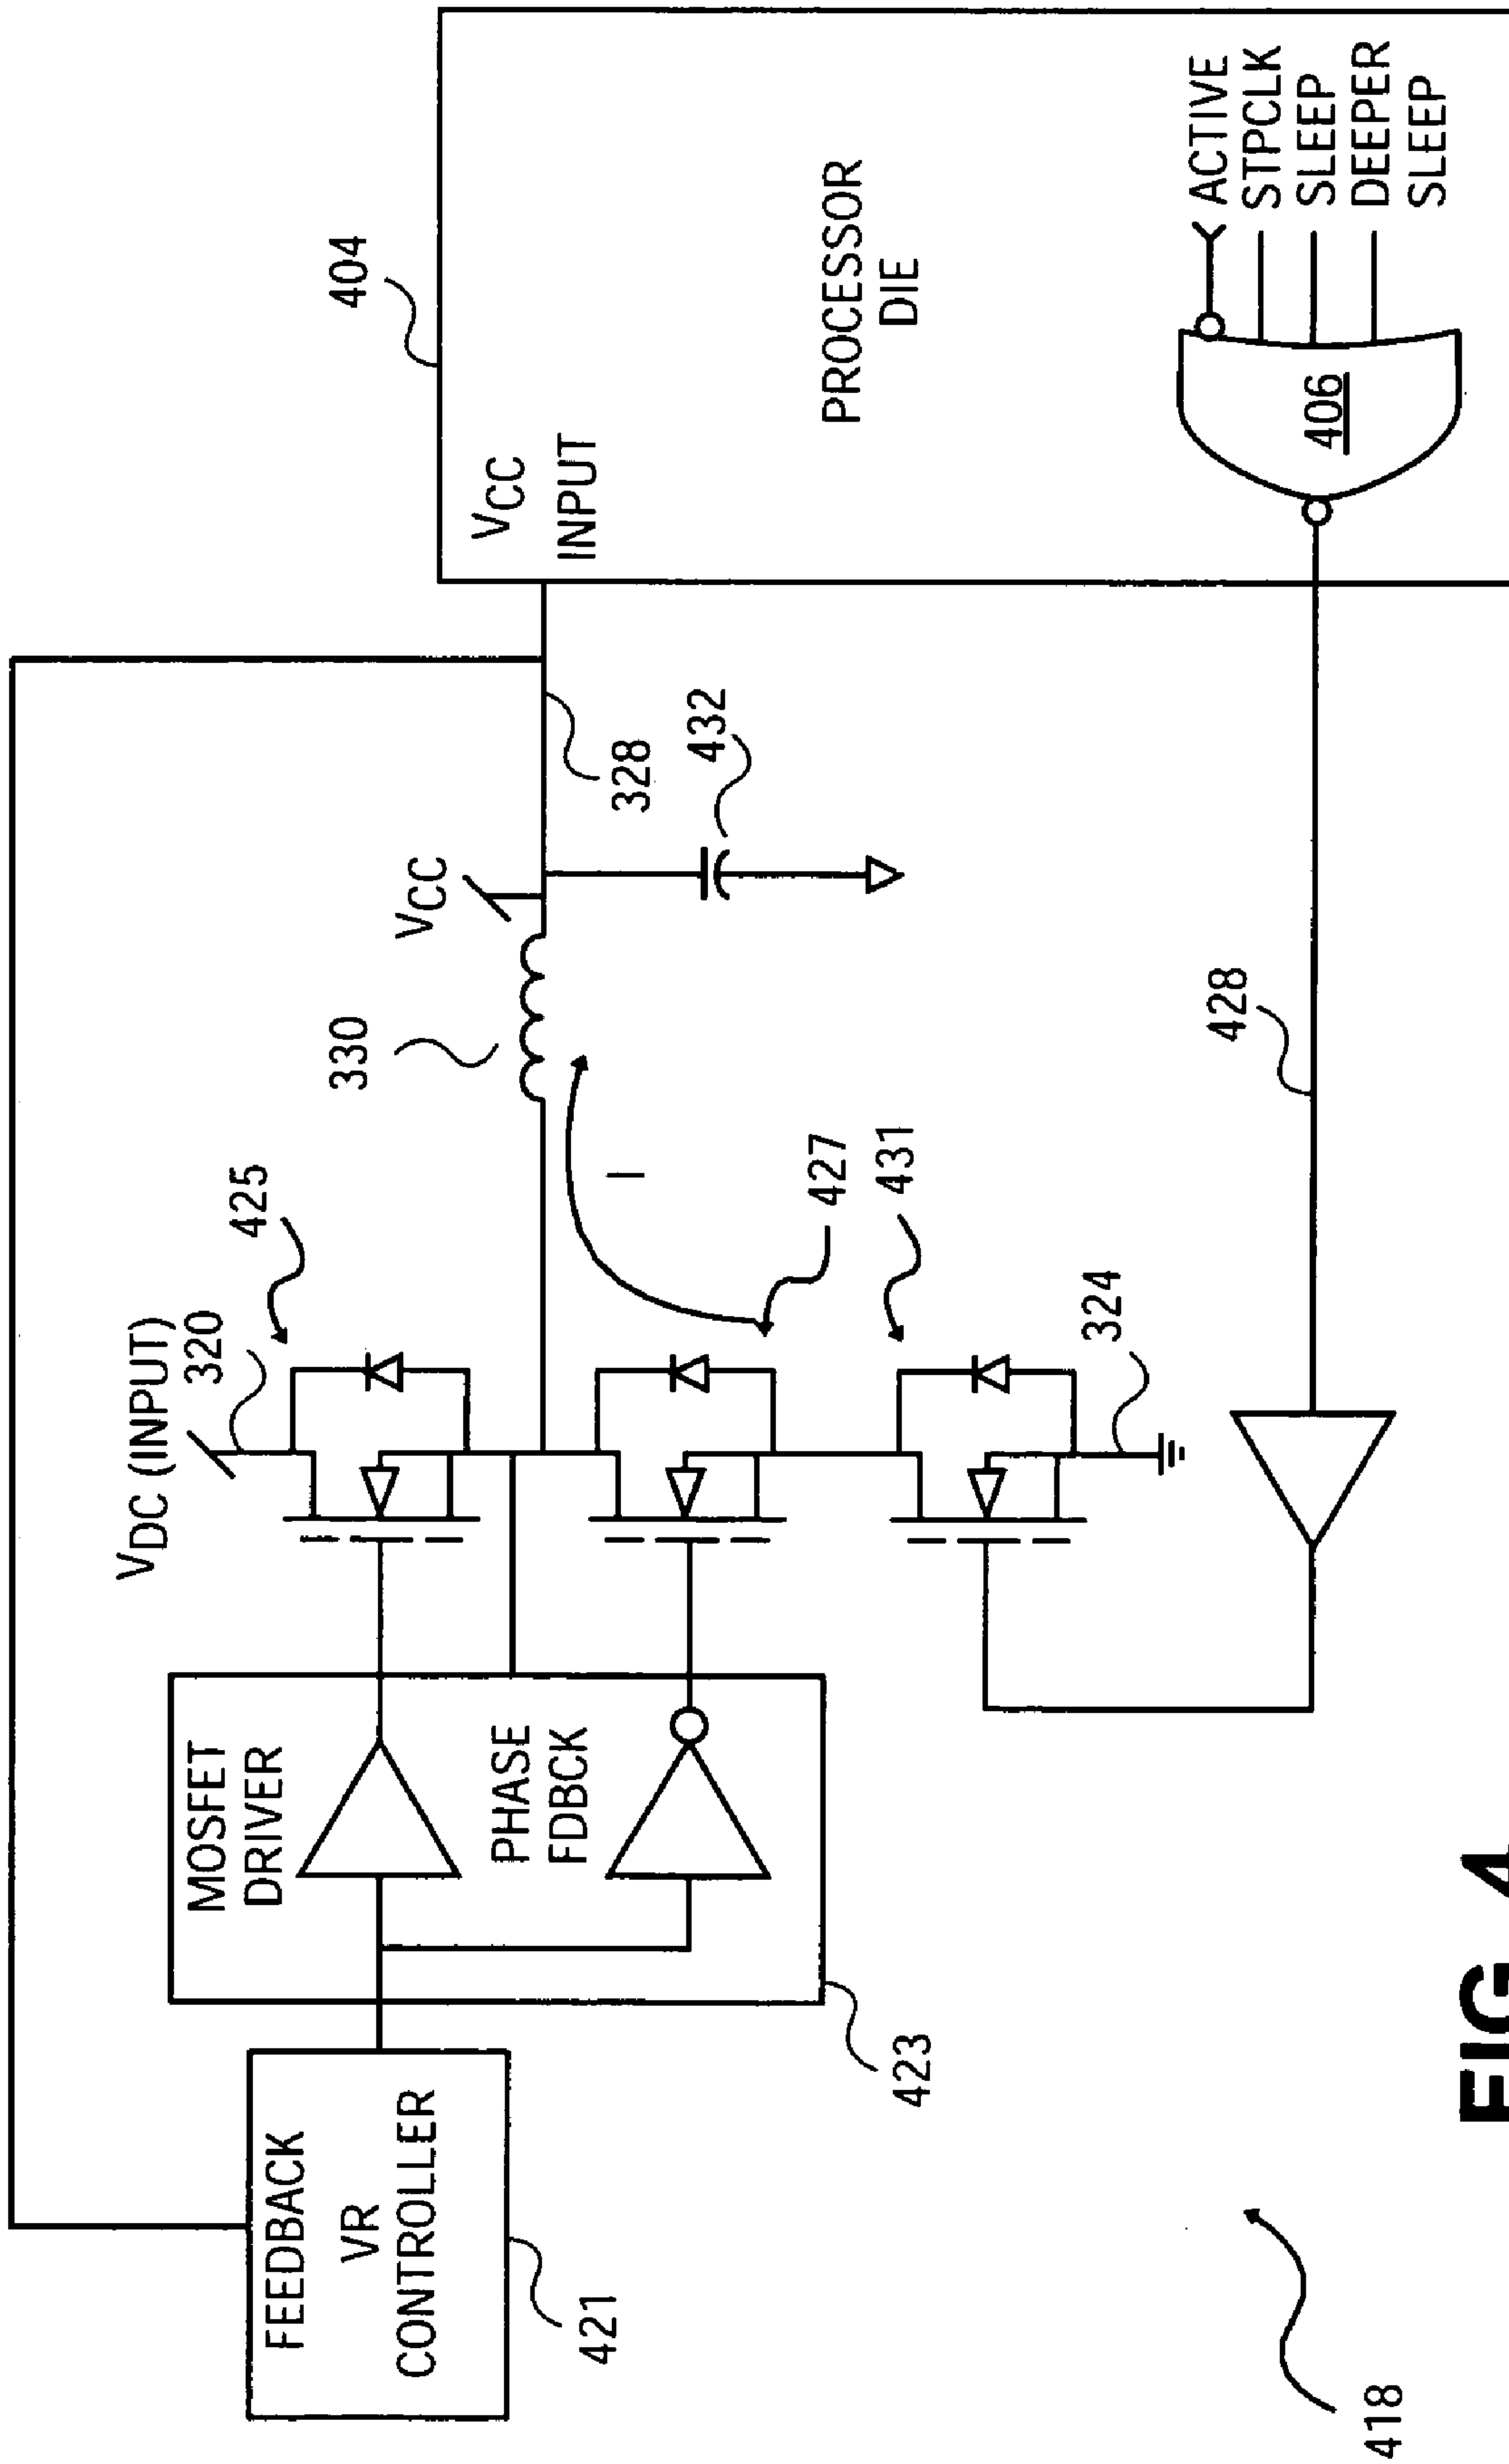 FEEDBACK
VR
CONTROLLER
421
MOSFET
DRIVER
PHASE
FDBCK
423
VDC (INPUT)
320
425
427
431
324
I
330
VCC
328
432
404
VCC
INPUT
PROCESSOR
DIE
ACTIVE
STPCLK
SLEEP
DEEPER
SLEEP
406
428
418
FIG. 4